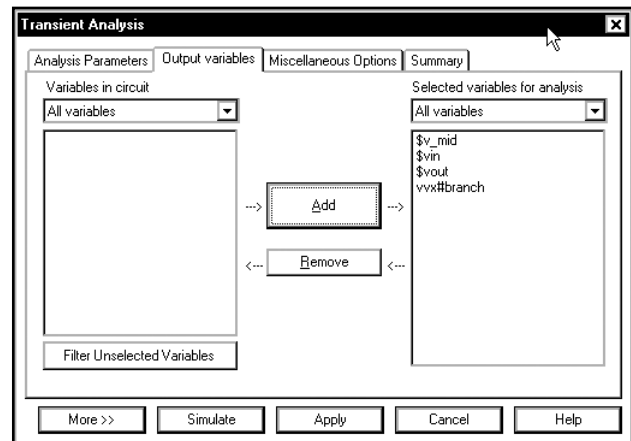 Transient Analysis
Analysis Parameters
Output variables
Miscellaneous Options
Summary
Variables in circuit
All variables
Selected variables for analysis
All variables
$v_mid
$vin
$vout
vvx#branch
---> Add --->
<--- Remove <---
Filter Unselected Variables
More >>
Simulate
Apply
Cancel
Help